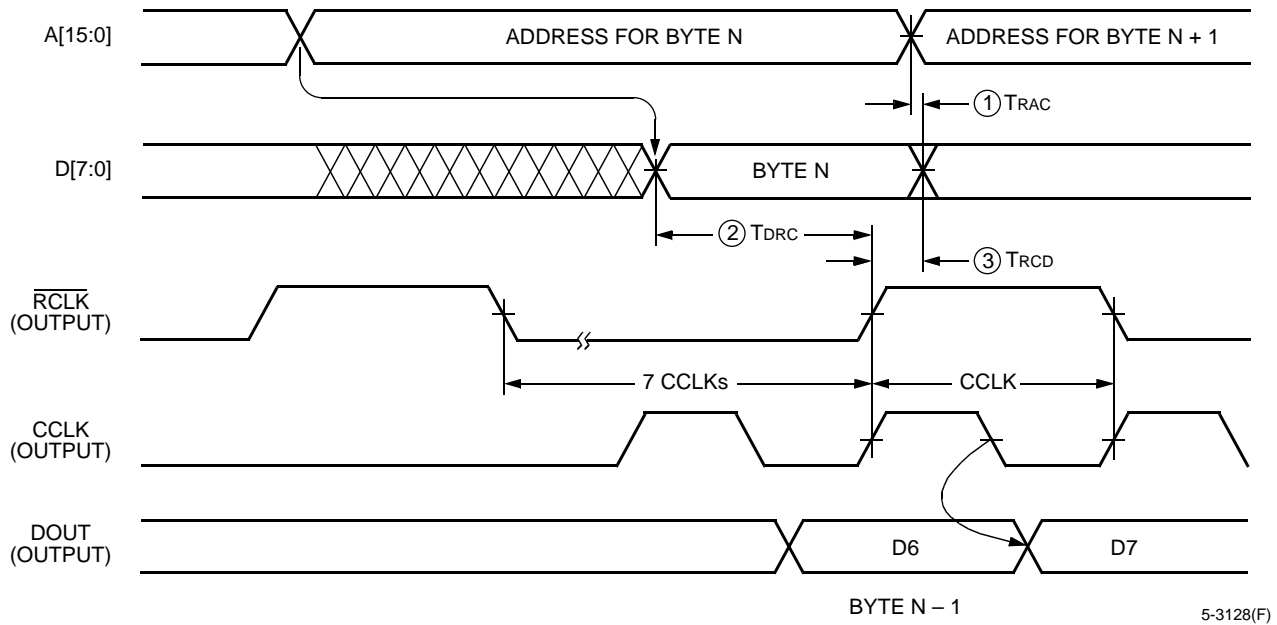 A[15:0]
ADDRESS FOR BYTE N
ADDRESS FOR BYTE N + 1
1 TRAC
D[7:0]
BYTE N
2 TDRC
3 TRCD
RCLK
(OUTPUT)
7 CCLKs
CCLK
CCLK
(OUTPUT)
DOUT
(OUTPUT)
D6
D7
BYTE N – 1
5-3128(F)